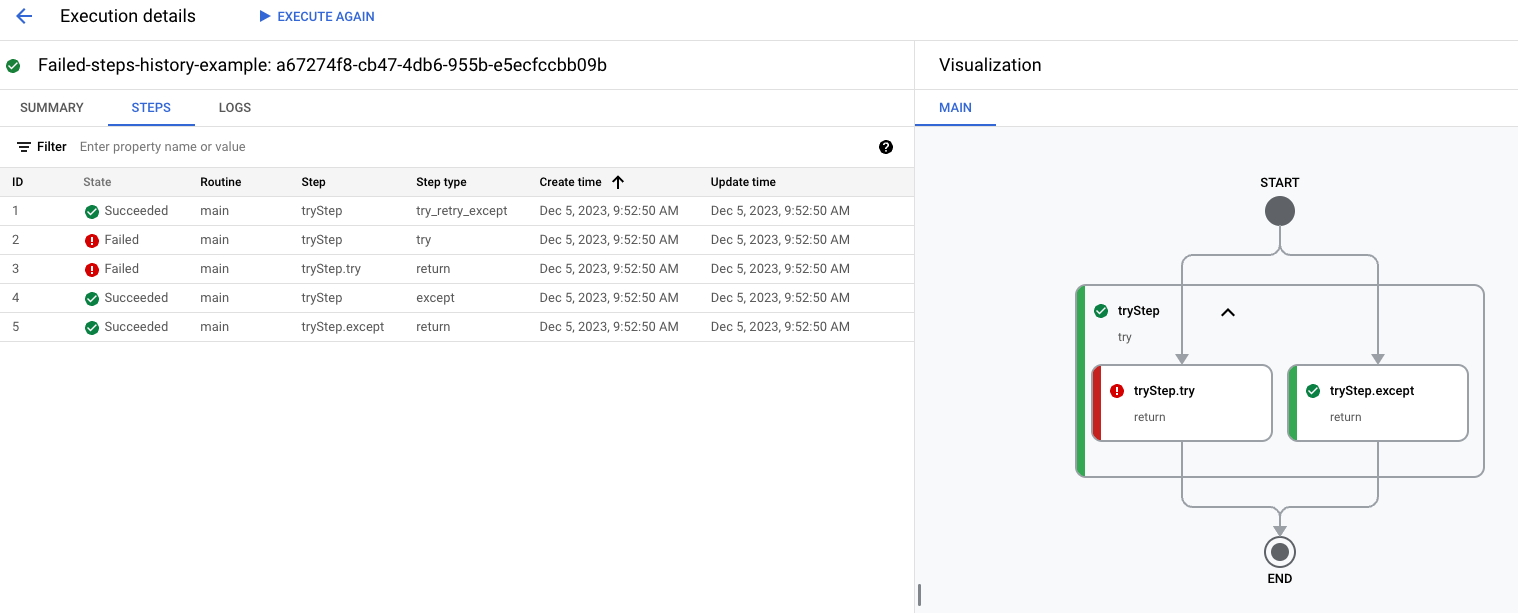 Execution details
EXECUTE AGAIN
Failed-steps-history-example: a67274f8-cb47-4db6-955b-e5ecfccbb09b
SUMMARY STEPS LOGS
Filter Enter property name or value
ID State Routine Step Step type Create time Update time
1 Succeeded main tryStep try_retry_except Dec 5, 2023, 9:52:50 AM Dec 5, 2023, 9:52:50 AM
2 Failed main tryStep try Dec 5, 2023, 9:52:50 AM Dec 5, 2023, 9:52:50 AM
3 Failed main tryStep.try return Dec 5, 2023, 9:52:50 AM Dec 5, 2023, 9:52:50 AM
4 Succeeded main tryStep except Dec 5, 2023, 9:52:50 AM Dec 5, 2023, 9:52:50 AM
5 Succeeded main tryStep.except return Dec 5, 2023, 9:52:50 AM Dec 5, 2023, 9:52:50 AM
Visualization
MAIN
START
tryStep
try
tryStep.try
return
tryStep.except
return
END